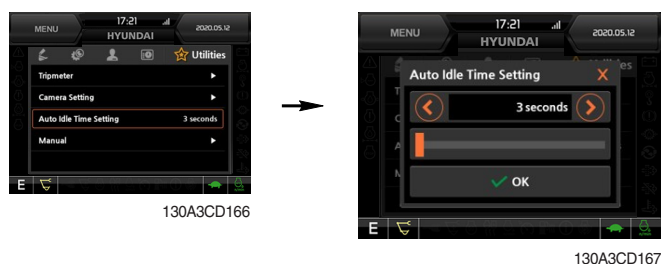 MENU
17:21
HYUNDAI
2020.05.12
Utilities
Tripmeter
Camera Setting
Auto Idle Time Setting 3 seconds
Manual
E
130A3CD166
MENU
17:21
HYUNDAI
2020.05.12
Auto Idle Time Setting X
3 seconds
OK
E
130A3CD167